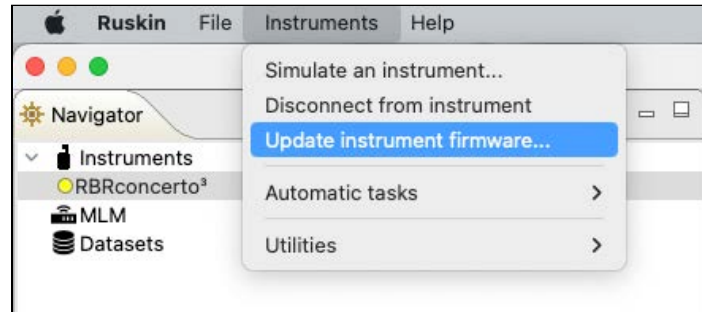 Ruskin File Instruments Help
Simulate an instrument...
Disconnect from instrument
Update instrument firmware...
Automatic tasks
Utilities
Navigator
Instruments
RBRconcerto³
MLM
Datasets